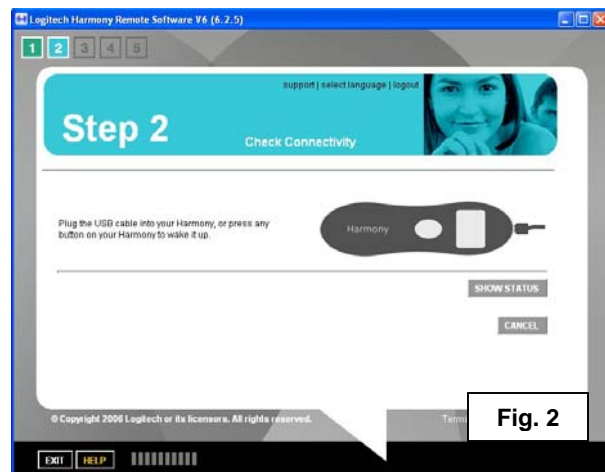 Logitech Harmony Remote Software V6 (6.2.5)
1 2 3 4 5
support | select language | logout
Step 2
Check Connectivity
Plug the USB cable into your Harmony, or press any
button on your Harmony to wake it up.
Harmony
SHOW STATUS
CANCEL
© Copyright 2006 Logitech or its licensors. All rights reserved.
Fig. 2
EXIT HELP